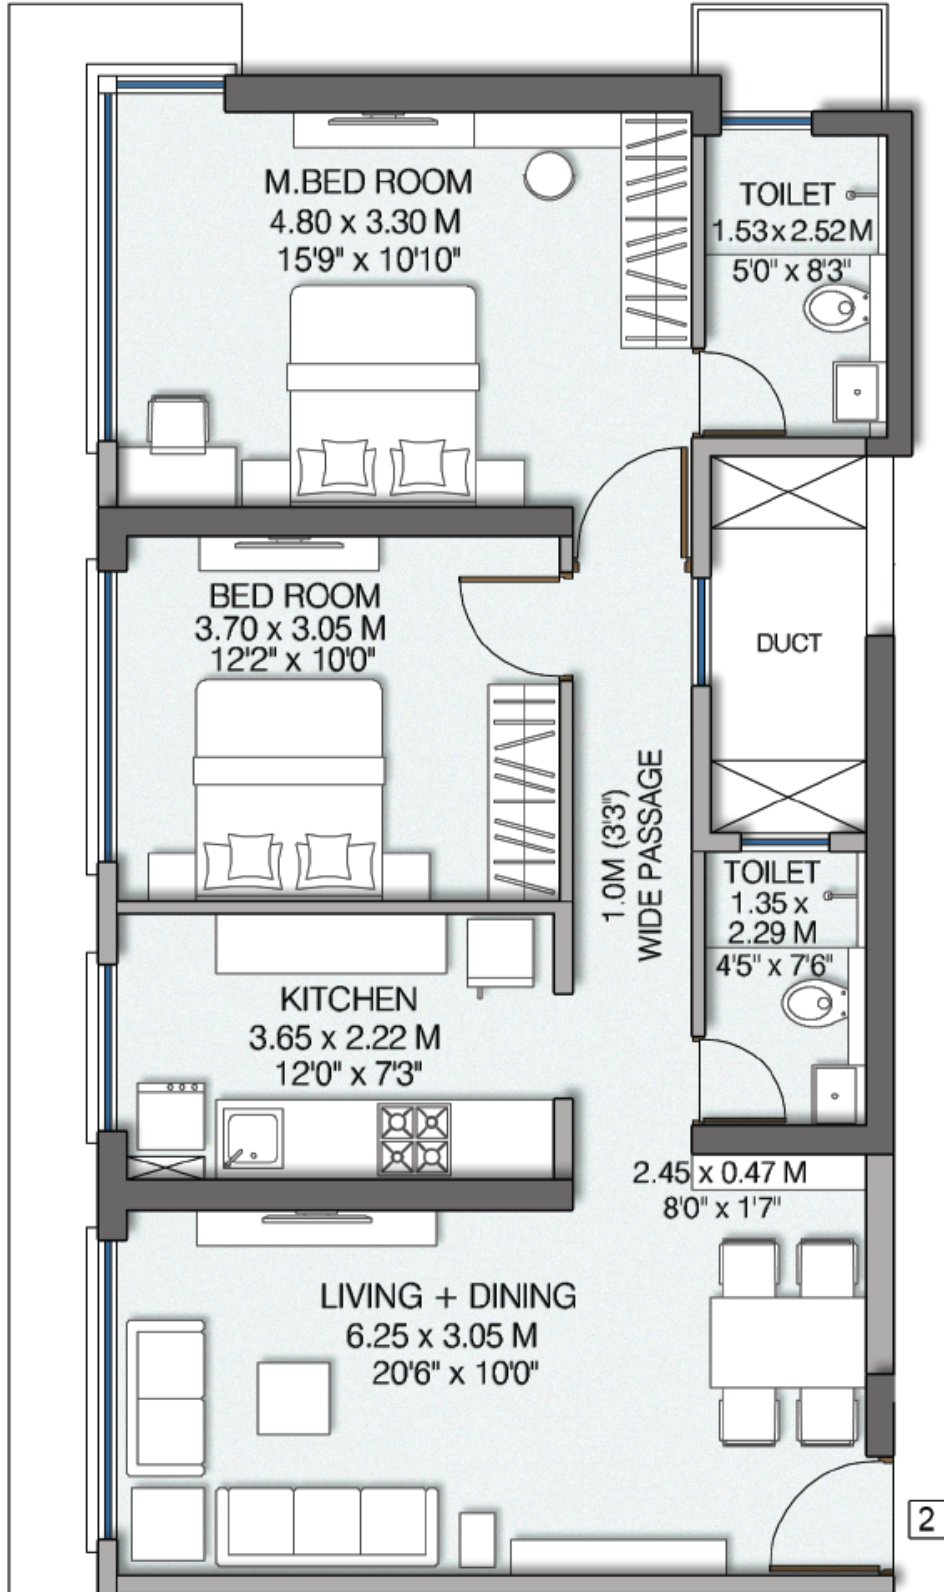 M.BED ROOM
4.80 x 3.30 M
15'9" x 10'10"
TOILET
1.53 x 2.52 M
5'0" x 8'3"
BED ROOM
3.70 x 3.05 M
12'2" x 10'0"
DUCT
1.0M (3'3")
WIDE PASSAGE
TOILET
1.35 x
2.29 M
4'5" x 7'6"
KITCHEN
3.65 x 2.22 M
12'0" x 7'3"
2.45 x 0.47 M
8'0" x 1'7"
LIVING + DINING
6.25 x 3.05 M
20'6" x 10'0"
2